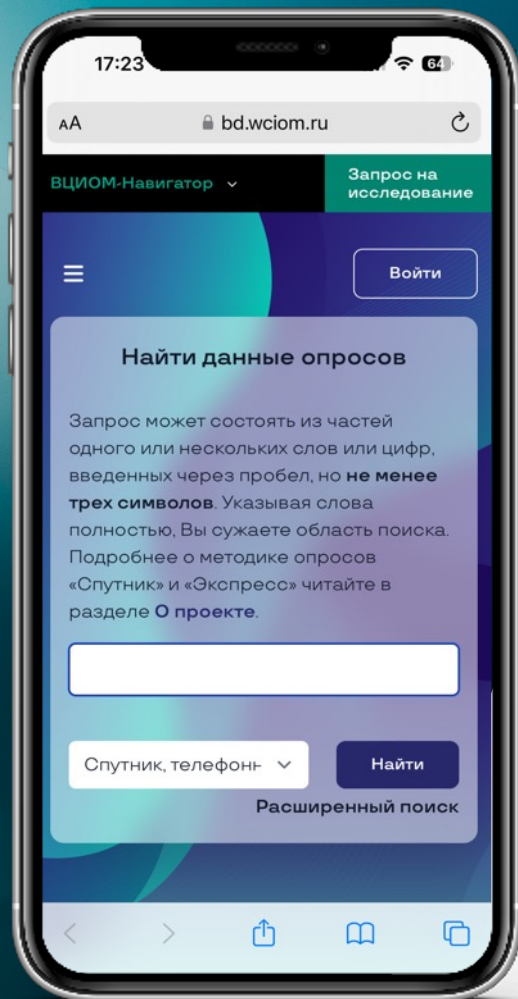 17:23
64
AA
bd.wciom.ru
ВЦИОМ-Навигатор
Запрос на
исследование
Войти
Найти данные опросов
Запрос может состоять из частей
одного или нескольких слов или цифр,
введенных через пробел, но не менее
трех символов. Указывая слова
полностью, Вы сужаете область поиска.
Подробнее о методике опросов
«Спутник» и «Экспресс» читайте в
разделе О проекте.
Спутник, телефонн
Найти
Расширенный поиск